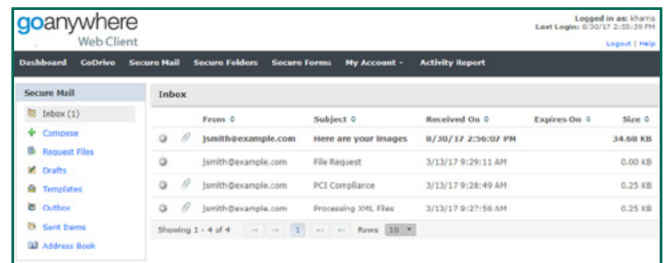 goanywhere
Web Client
Logged in as: kharris
Last Login: 8/30/17 2:55:39 PM
Logout | Help
Dashboard GoDrive Secure Mail Secure Folders Secure Forms My Account Activity Report
Secure Mail
Inbox (1)
Compose
Request Files
Drafts
Templates
Outbox
Sent Items
Address Book
Inbox
From Subject Received On Expires On Size
jsmith@example.com Here are your images 8/30/17 2:56:07 PM 34.68 KB
jsmith@example.com File Request 3/13/17 9:29:11 AM 0.00 KB
jsmith@example.com PCI Compliance 3/13/17 9:28:49 AM 0.25 KB
jsmith@example.com Processing XML Files 3/13/17 9:27:56 AM 0.25 KB
Showing 1 - 4 of 4 1 Rows 10